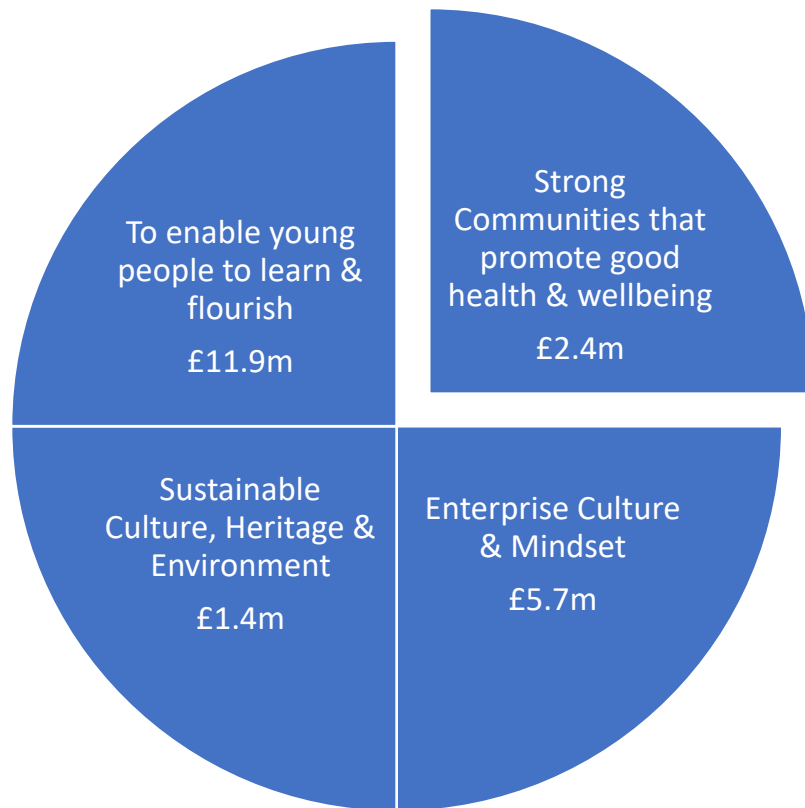 To enable young
people to learn &
flourish
£11.9m
Strong
Communities that
promote good
health & wellbeing
£2.4m
Sustainable
Culture, Heritage &
Environment
£1.4m
Enterprise Culture
& Mindset
£5.7m